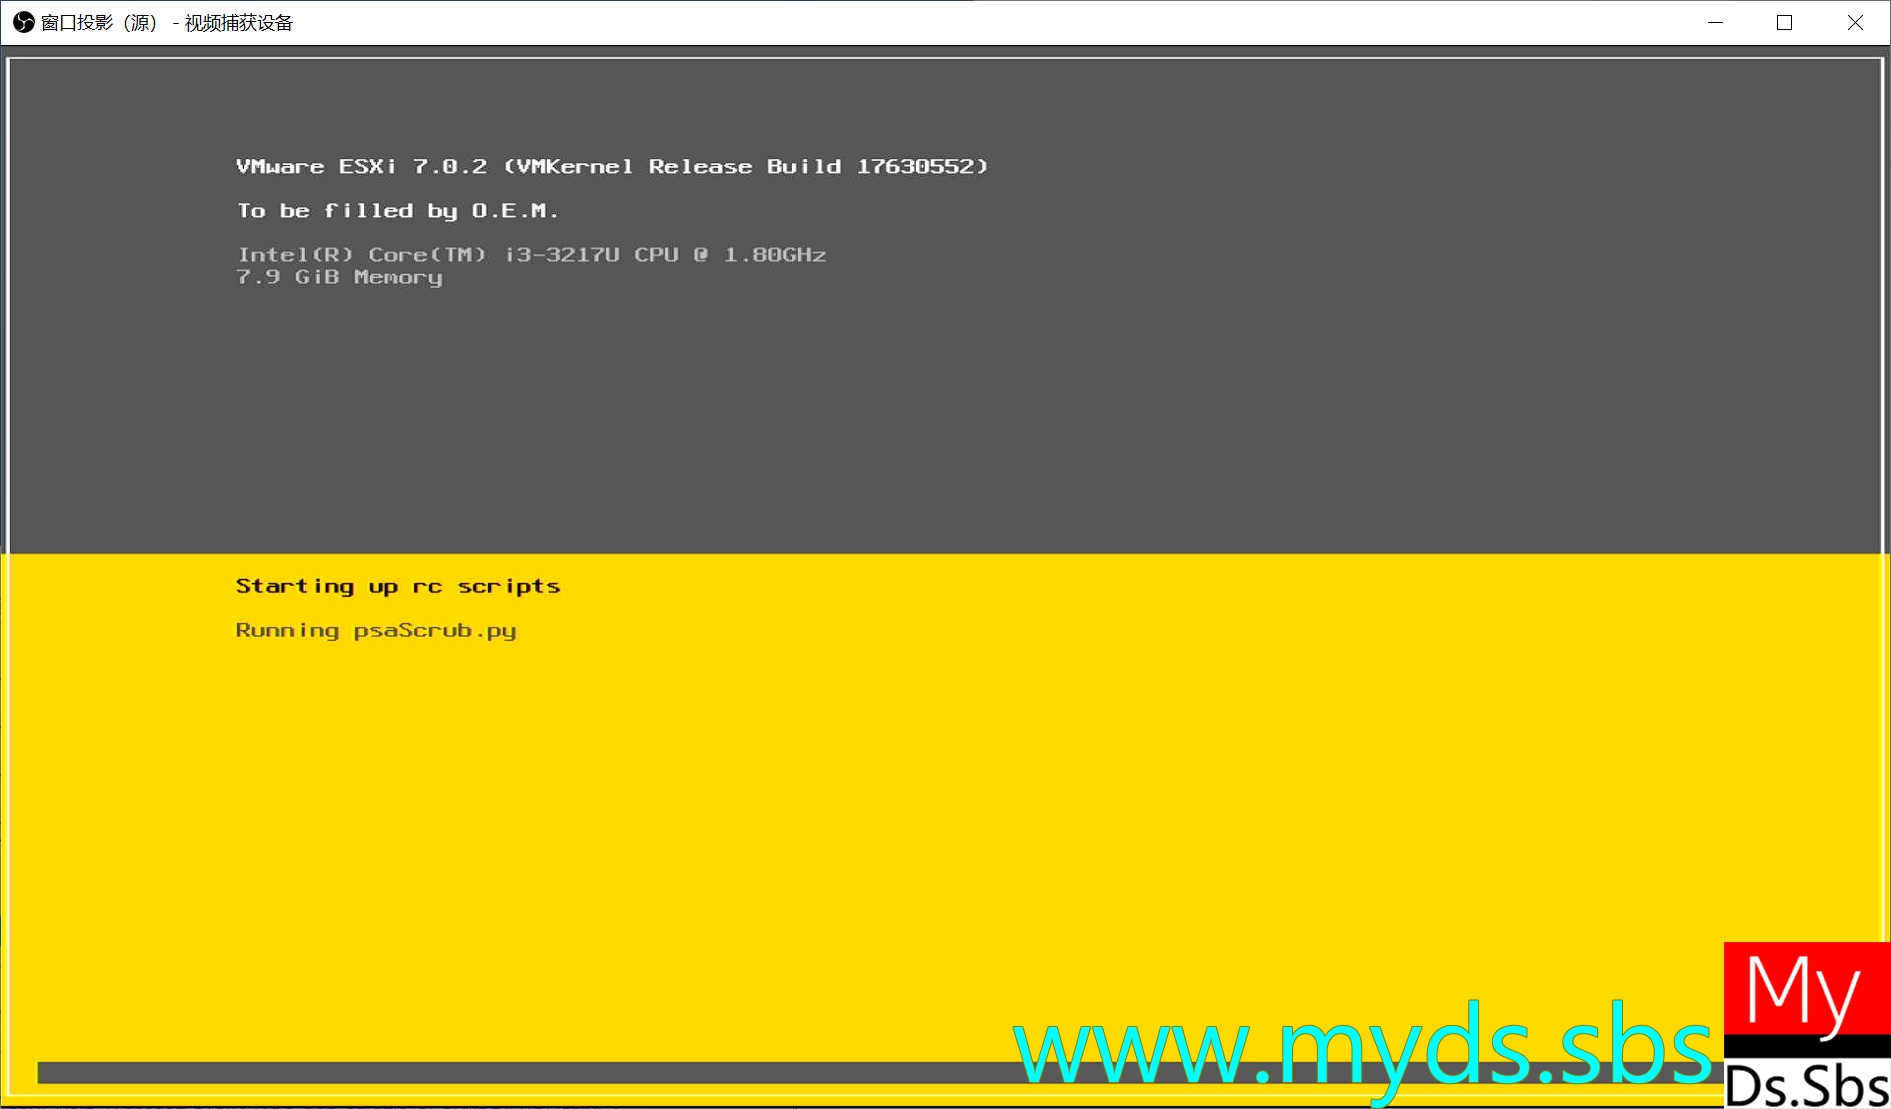 窗口投影（源） - 视频捕获设备
VMware ESXi 7.0.2 (VMKernel Release Build 17630552)
To be filled by O.E.M.
Intel(R) Core(TM) i3-3217U CPU @ 1.80GHz
7.9 GiB Memory
Starting up rc scripts
Running psaScrub.py
www.myds.sbs
My
Ds.Sbs